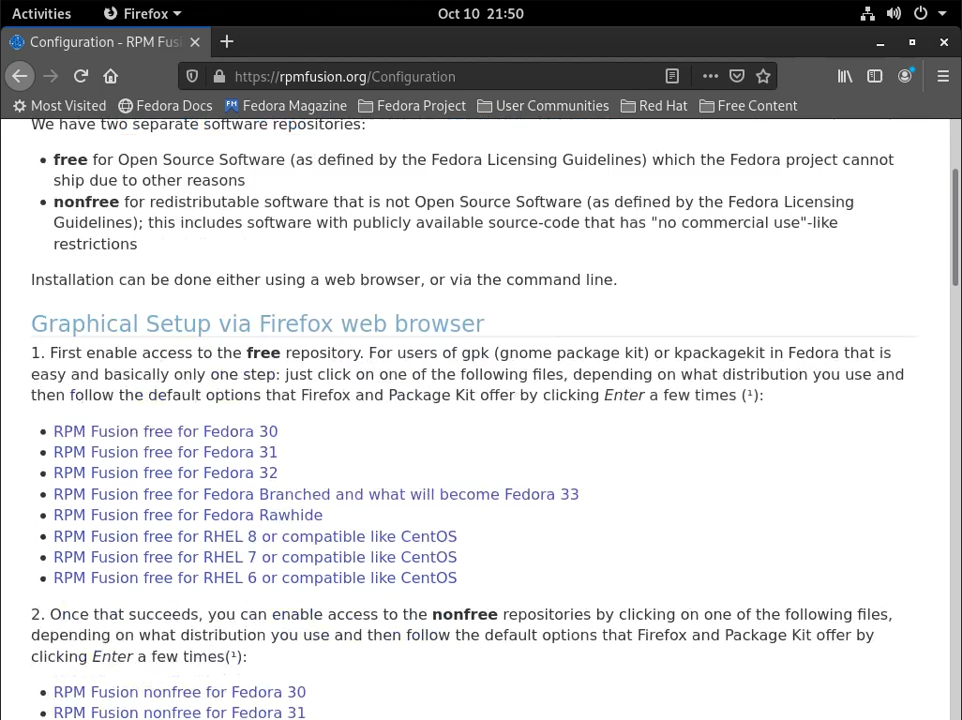 Activities Firefox Oct 10 21:50
Configuration - RPM Fusi
https://rpmfusion.org/Configuration
Most Visited Fedora Docs Fedora Magazine Fedora Project User Communities Red Hat Free Content
We have two separate software repositories:
• free for Open Source Software (as defined by the Fedora Licensing Guidelines) which the Fedora project cannot
ship due to other reasons
• nonfree for redistributable software that is not Open Source Software (as defined by the Fedora Licensing
Guidelines); this includes software with publicly available source-code that has "no commercial use"-like
restrictions
Installation can be done either using a web browser, or via the command line.
Graphical Setup via Firefox web browser
1. First enable access to the free repository. For users of gpk (gnome package kit) or kpackagekit in Fedora that is
easy and basically only one step: just click on one of the following files, depending on what distribution you use and
then follow the default options that Firefox and Package Kit offer by clicking Enter a few times (¹):
• RPM Fusion free for Fedora 30
• RPM Fusion free for Fedora 31
• RPM Fusion free for Fedora 32
• RPM Fusion free for Fedora Branched and what will become Fedora 33
• RPM Fusion free for Fedora Rawhide
• RPM Fusion free for RHEL 8 or compatible like CentOS
• RPM Fusion free for RHEL 7 or compatible like CentOS
• RPM Fusion free for RHEL 6 or compatible like CentOS
2. Once that succeeds, you can enable access to the nonfree repositories by clicking on one of the following files,
depending on what distribution you use and then follow the default options that Firefox and Package Kit offer by
clicking Enter a few times(¹):
• RPM Fusion nonfree for Fedora 30
• RPM Fusion nonfree for Fedora 31